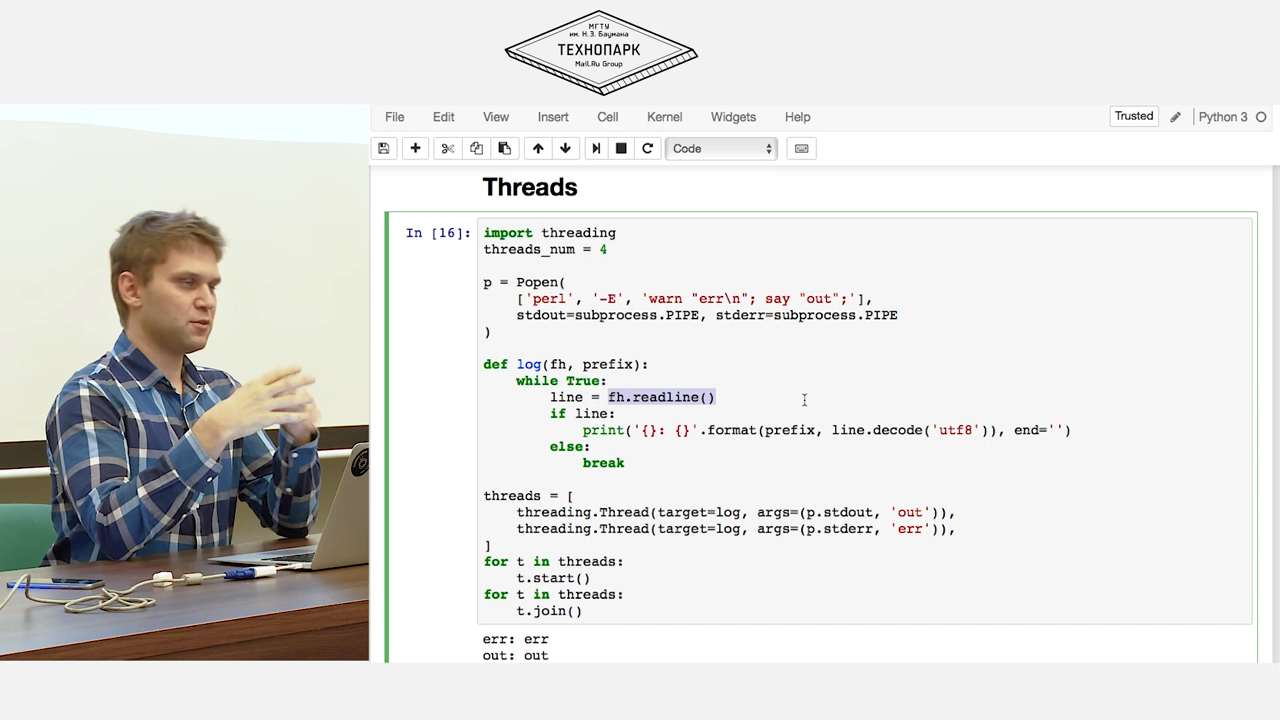 МГТУ
им. Н.Э. Баумана
ТЕХНОПАРК
Mail.Ru Group
File Edit View Insert Cell Kernel Widgets Help Trusted Python 3
Code
Threads
In [16]:
import threading
threads_num = 4
p = Popen(
['perl', '-E', 'warn "err\n"; say "out";'],
stdout=subprocess.PIPE, stderr=subprocess.PIPE
)
def log(fh, prefix):
while True:
line = fh.readline()
if line:
print('{}: {}'.format(prefix, line.decode('utf8')), end='')
else:
break
threads = [
threading.Thread(target=log, args=(p.stdout, 'out')),
threading.Thread(target=log, args=(p.stderr, 'err')),
]
for t in threads:
t.start()
for t in threads:
t.join()
err: err
out: out